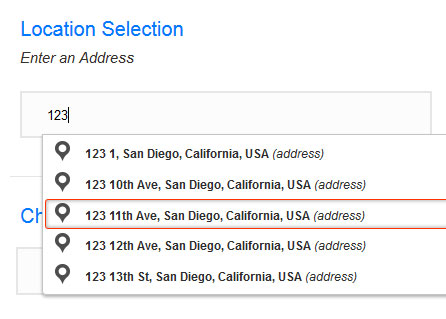 Location Selection
Enter an Address
123
123 1, San Diego, California, USA (address)
123 10th Ave, San Diego, California, USA (address)
Ch
123 11th Ave, San Diego, California, USA (address)
123 12th Ave, San Diego, California, USA (address)
123 13th St, San Diego, California, USA (address)